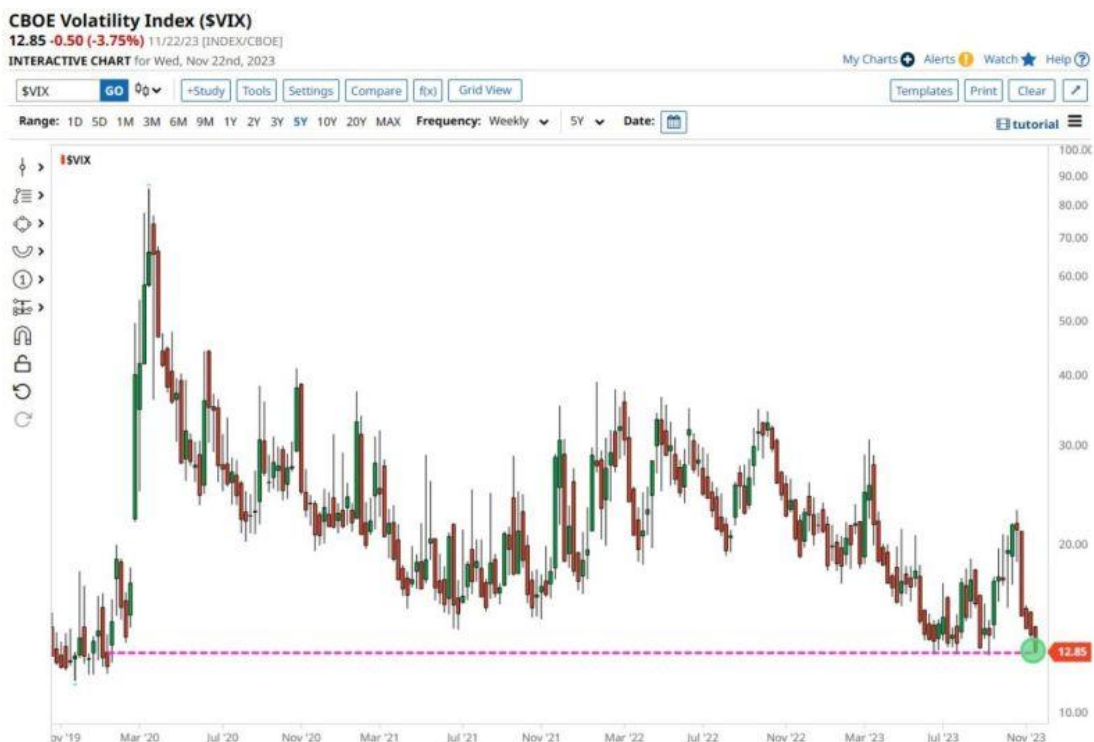 CBOE Volatility Index ($VIX)
12.85 -0.50 (-3.75%) 11/22/23 [INDEX/CBOE]
INTERACTIVE CHART for Wed, Nov 22nd, 2023
My Charts Alerts Watch Help
$VIX GO +Study Tools Settings Compare f(x) Grid View Templates Print Clear
Range: 1D 5D 1M 3M 6M 9M 1Y 2Y 3Y 5Y 10Y 20Y MAX Frequency: Weekly 5Y Date: tutorial
$VIX
100.00
90.00
80.00
70.00
60.00
50.00
40.00
30.00
20.00
12.85
10.00
ov '19 Mar '20 Jul '20 Nov '20 Mar '21 Jul '21 Nov '21 Mar '22 Jul '22 Nov '22 Mar '23 Jul '23 Nov '23